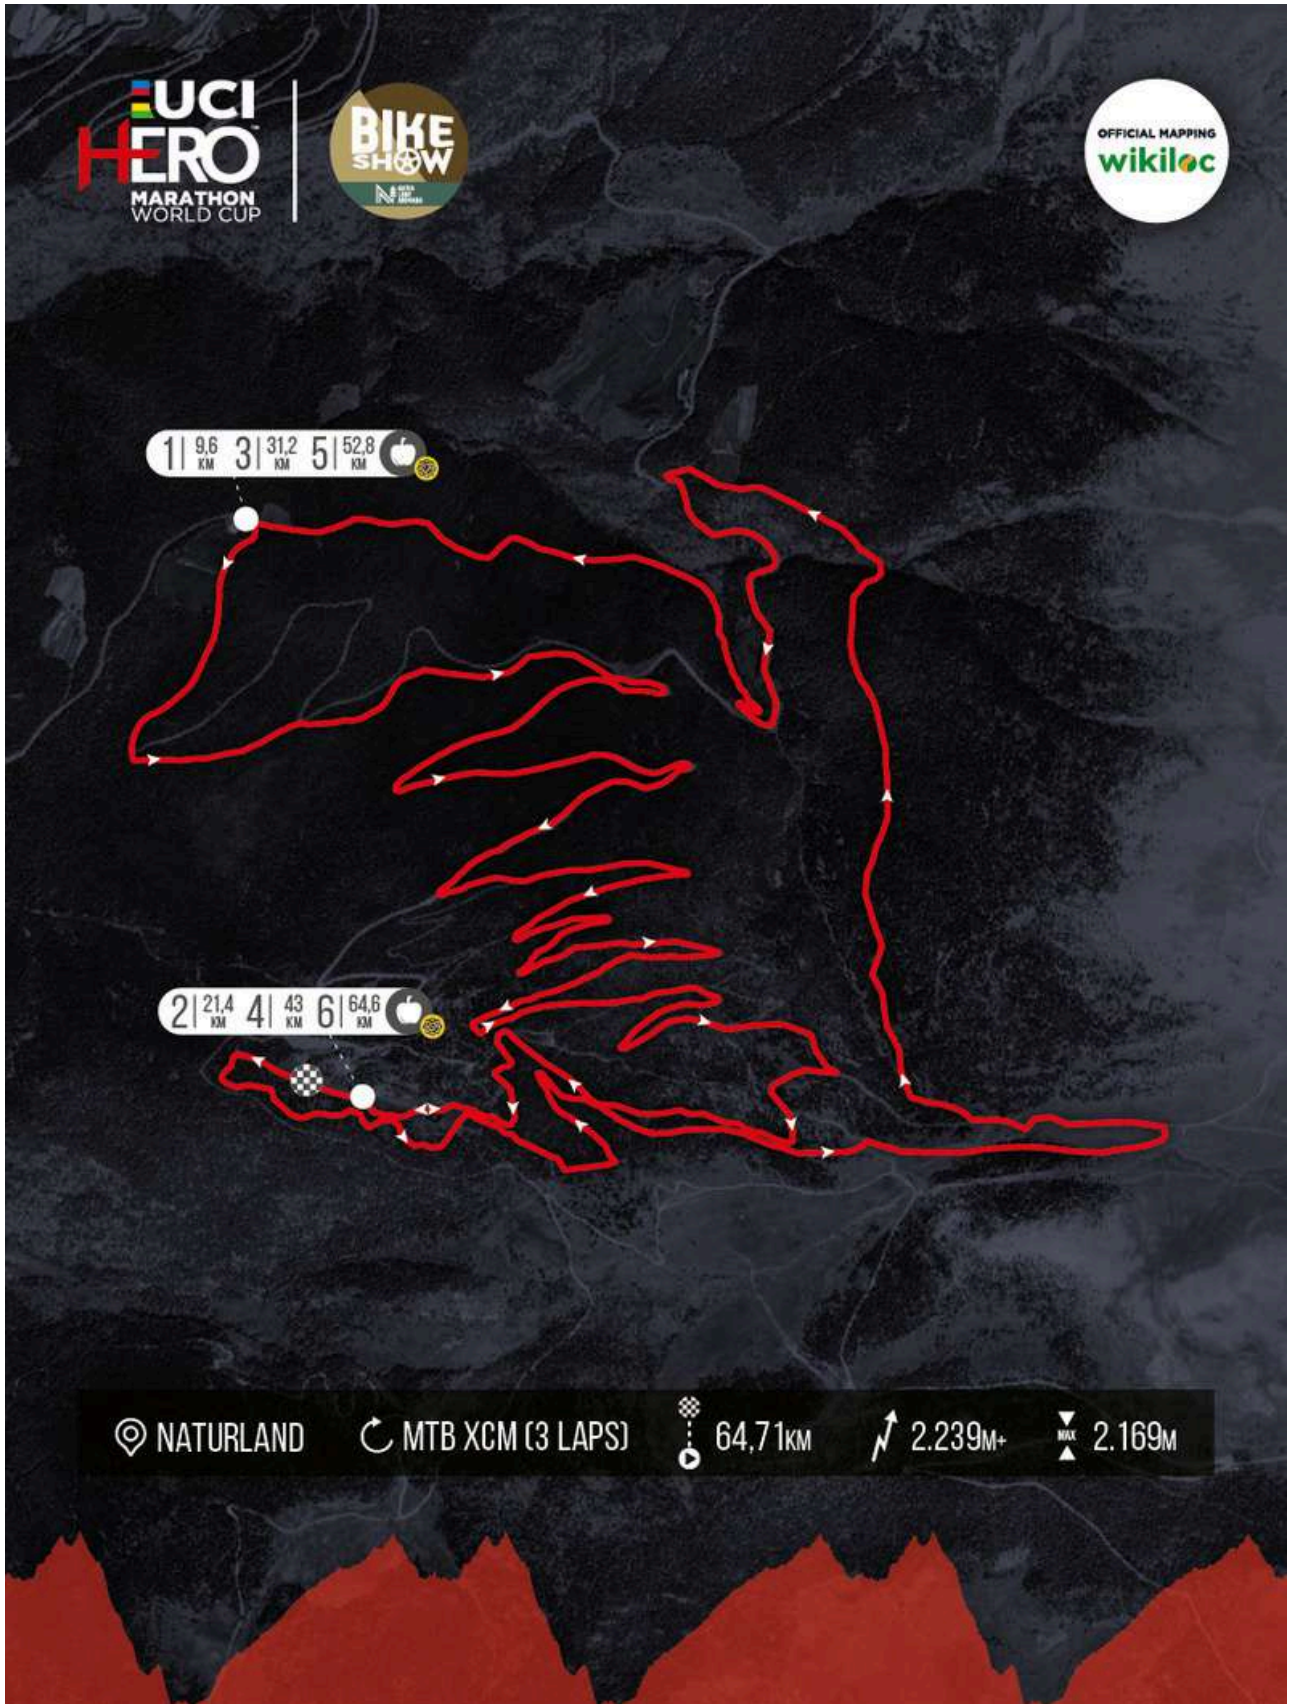 UCI
HERO
MARATHON
WORLD CUP
BIKE
SHOW
OFFICIAL MAPPING
wikiloc
1| 9,6 KM 3| 31,2 KM 5| 52,8 KM
2| 21,4 KM 4| 43 KM 6| 64,6 KM
NATURLAND
MTB XCM (3 LAPS)
64,71KM
2.239M+
MAX
2.169M